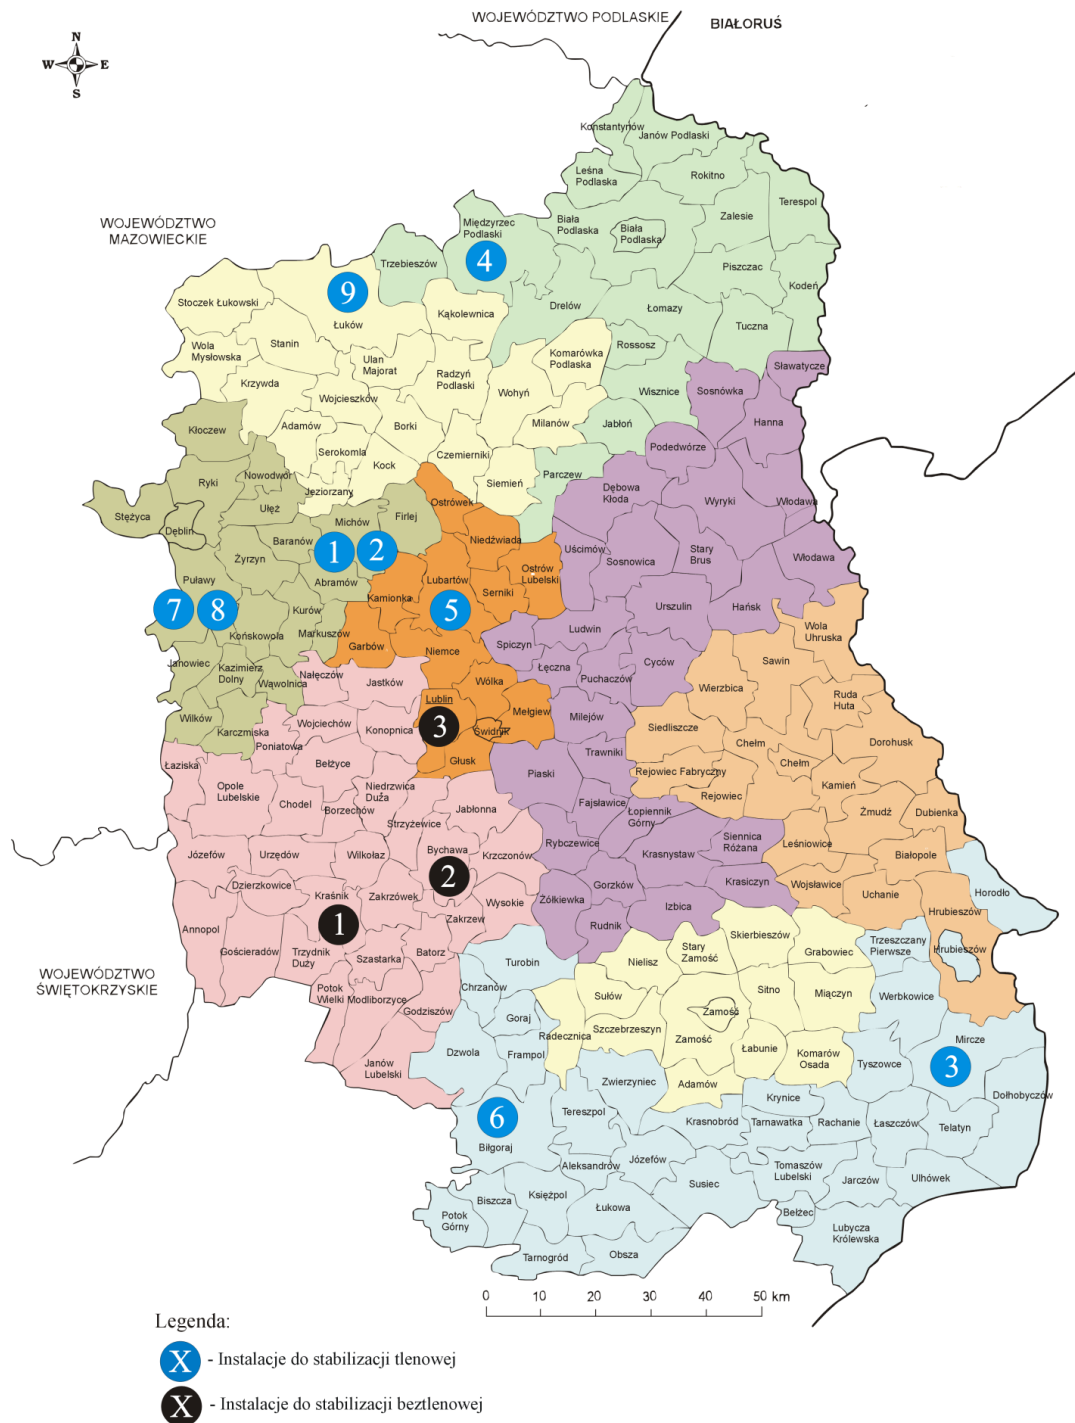 WOJEWÓDZTWO PODLASKIE
BIAŁORUŚ
N
W
E
S
Konstantynów
Janów Podlaski
Leśna
Podlaska
Rokitno
Terespol
WOJEWÓDZTWO
MAZOWIECKIE
Międzyrzec
Podlaski
Biała
Podlaska
Biała
Podlaska
Zalesie
4
Trzebieszów
Piszczac
Kodeń
Stoczek Łukowski
9
Łuków
Kąkolewnica
Drelów
Łomazy
Tuczna
Wola
Mysłowska
Stanin
Ulan
Majorat
Radzyń
Podlaski
Komarówka
Podlaska
Rossosz
Sławatycze
Krzywda
Wojcieszków
Wohyń
Wisznice
Sosnówka
Hanna
Kłoczew
Adamów
Borki
Milanów
Jabłoń
Podedwórze
Serokomla
Kock
Czemierniki
Parczew
Ryki
Nowodwór
Jeziorzany
Siemień
Dębowa
Kłoda
Wyryki
Włodawa
Stężyca
Dęblin
Ułęż
Michów
Firlej
Ostrówek
Baranów
1
2
Niedźwiada
Uścimów
Sosnowica
Stary
Brus
Włodawa
Żyrzyn
Abramów
Lubartów
Ostrów
Lubelski
Puławy
7
8
Kamionka
5
Serniki
Urszulin
Hańsk
Kurów
Końskowola
Markuszów
Garbów
Niemce
Spiczyn
Ludwin
Wola
Uhruska
Janowiec
Kazimierz
Dolny
Wąwolnica
Nałęczów
Jastków
Wólka
Łęczna
Puchaczów
Cyców
Sawin
Wierzbica
Ruda
Huta
Wilków
Karczmiska
Wojciechów
Konopnica
Lublin
3
Mełgiew
Milejów
Siedliszcze
Poniatowa
Świdnik
Trawniki
Chełm
Dorohusk
Łaziska
Bełżyce
Głusk
Piaski
Rejowiec Fabryczny
Chełm
Kamień
Opole
Lubelskie
Chodel
Niedrzwica
Duża
Borzechów
Jabłonna
Fajsławice
Rejowiec
Żmudź
Dubienka
Strzyżewice
Łopiennik
Górny
Józefów
Urzędów
Wilkołaz
Bychawa
Krzczonów
Rybczewice
Siennica
Różana
Leśniowice
Białopole
2
Krasnystaw
Dzierzkowice
Kraśnik
Zakrzówek
Wysokie
Żółkiewka
Gorzków
Krasiczyn
Wojsławice
Uchanie
Horodło
1
Zakrzew
Rudnik
Izbica
Hrubieszów
Annopol
Gościeradów
Trzydnik
Duży
Szastarka
Batorz
Turobin
Nielisz
Stary
Zamość
Skierbieszów
Grabowiec
Trzeszczany
Pierwsze
Hrubieszów
WOJEWÓDZTWO
ŚWIĘTOKRZYSKIE
Potok
Wielki
Modliborzyce
Godziszów
Chrzanów
Sułów
Sitno
Miączyn
Werbkowice
Goraj
Radecznica
Szczebrzeszyn
Zamość
Zamość
Mircze
Janów
Lubelski
Dzwola
Frampol
Łabunie
Komarów
Osada
Tyszowce
3
Zwierzyniec
Adamów
Dołhobyczów
6
Biłgoraj
Tereszpol
Krynice
Krasnobród
Tarnawatka
Rachanie
Łaszczów
Telatyn
Aleksandrów
Józefów
Tomaszów
Lubelski
Jarczów
Ulhówek
Potok
Górny
Biszcza
Księżpol
Łukowa
Susiec
Bełżec
Lubycza
Królewska
Tarnogród
Obsza
0 10 20 30 40 50 km
Legenda:
X - Instalacje do stabilizacji tlenowej
X - Instalacje do stabilizacji beztlenowej